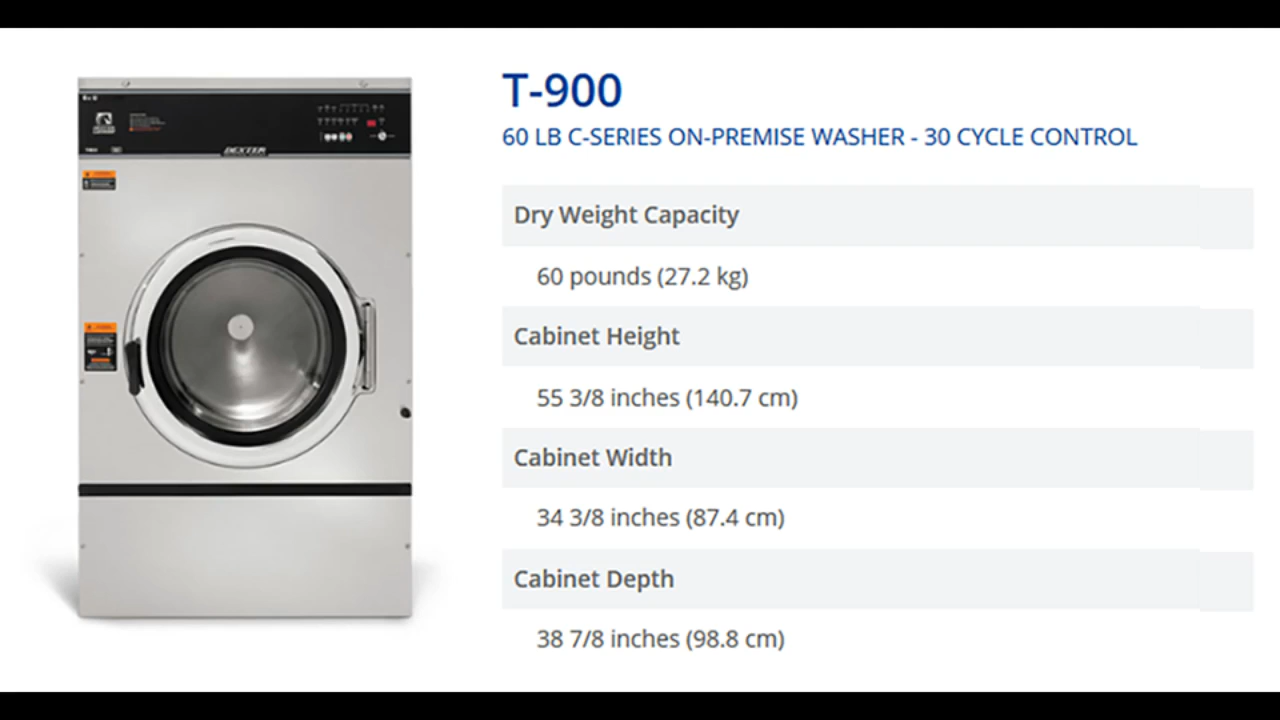 T-900
60 LB C-SERIES ON-PREMISE WASHER - 30 CYCLE CONTROL
Dry Weight Capacity
60 pounds (27.2 kg)
Cabinet Height
55 3/8 inches (140.7 cm)
Cabinet Width
34 3/8 inches (87.4 cm)
Cabinet Depth
38 7/8 inches (98.8 cm)
DEXTER